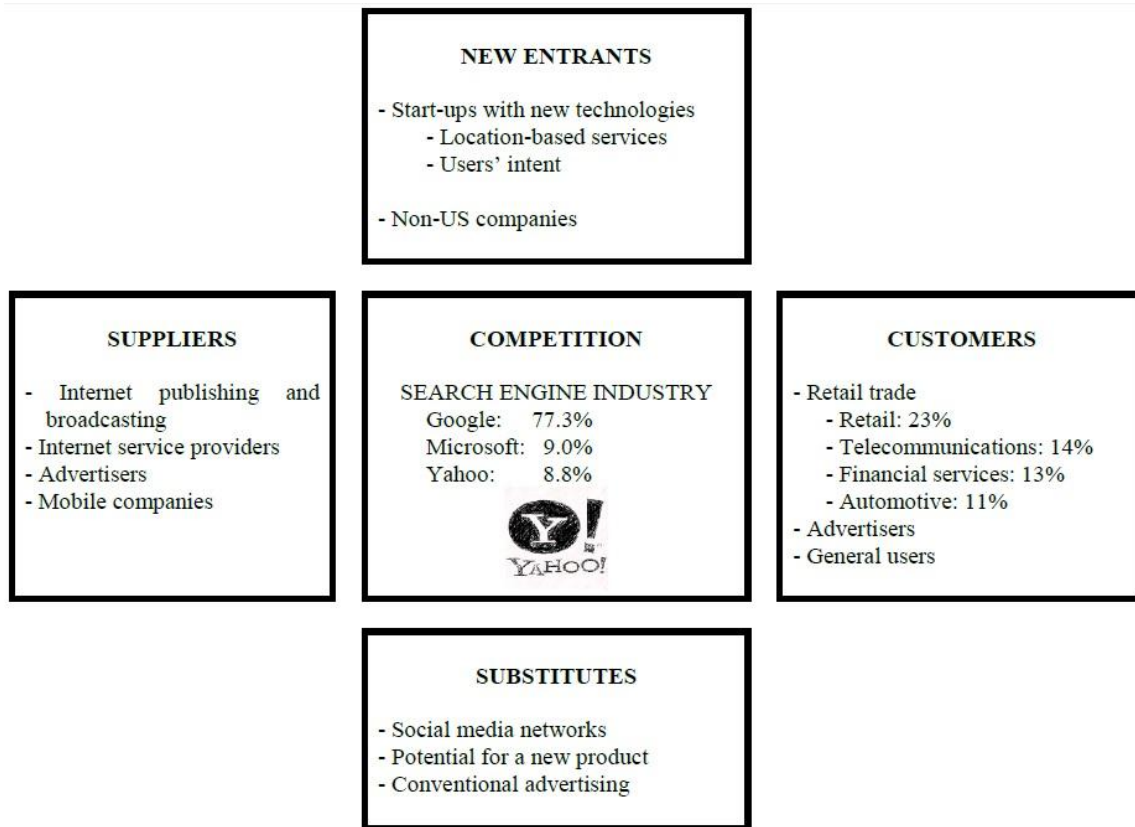 NEW ENTRANTS
- Start-ups with new technologies
- Location-based services
- Users’ intent
- Non-US companies
SUPPLIERS
- Internet publishing and
broadcasting
- Internet service providers
- Advertisers
- Mobile companies
COMPETITION
SEARCH ENGINE INDUSTRY
Google: 77.3%
Microsoft: 9.0%
Yahoo: 8.8%
Y!
YAHOO!
CUSTOMERS
- Retail trade
- Retail: 23%
- Telecommunications: 14%
- Financial services: 13%
- Automotive: 11%
- Advertisers
- General users
SUBSTITUTES
- Social media networks
- Potential for a new product
- Conventional advertising